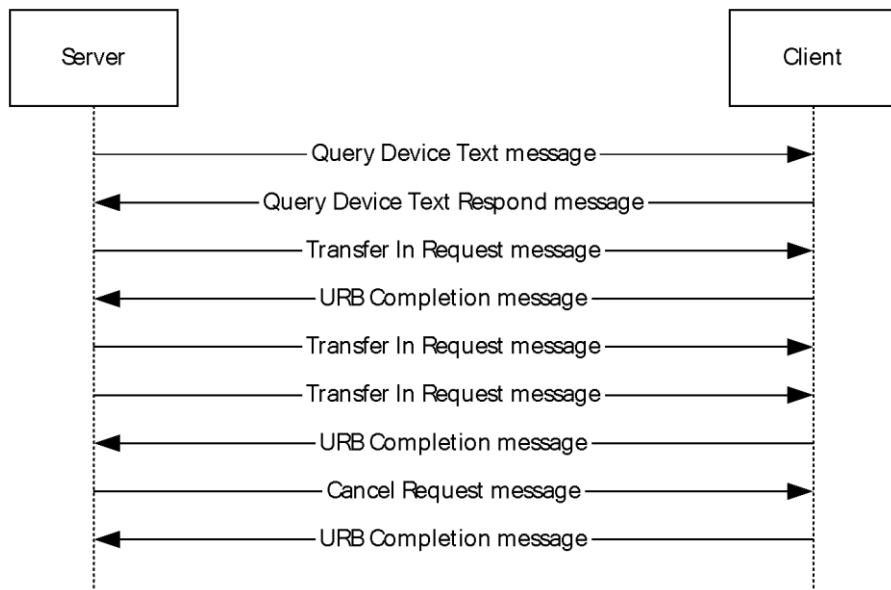 Server
Client
Query Device Text message
Query Device Text Respond message
Transfer In Request message
URB Completion message
Transfer In Request message
Transfer In Request message
URB Completion message
Cancel Request message
URB Completion message